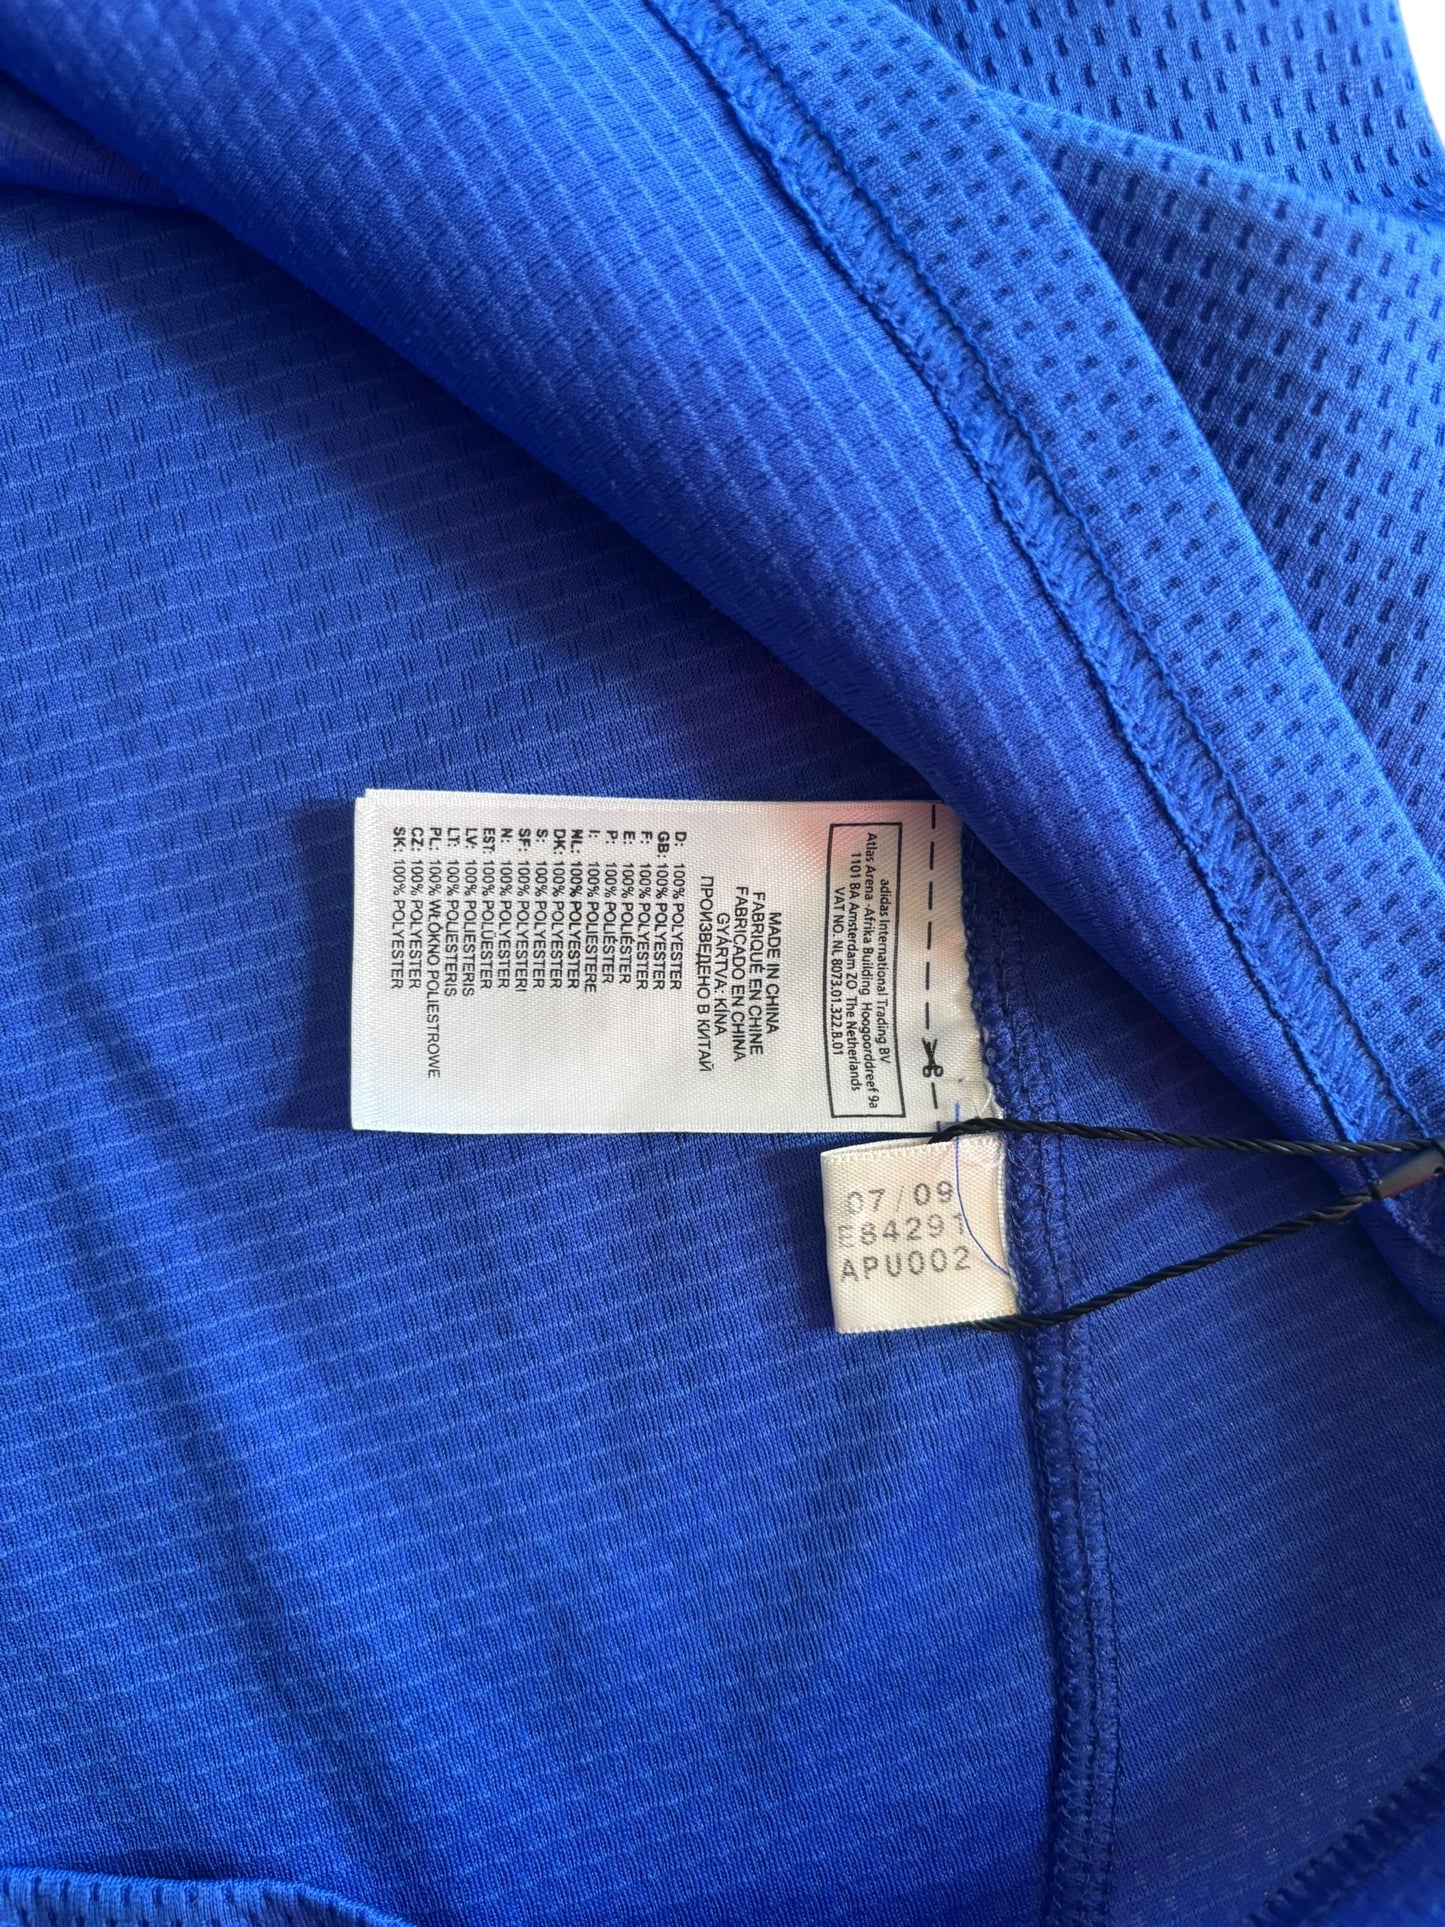 adidas International Trading BV
Atlas Arena -Afrika Building Hoogoorddreef 9a
1101 BA Amsterdam ZO The Netherlands
VAT NO. NL 8073.01.322.B.01
MADE IN CHINA
FABRIQUÉ EN CHINE
FABRICADO EN CHINA
GYÁRTVA: KÍNA
ПРОИЗВЕДЕНО В КИТАЙ
D: 100% POLYESTER
GB: 100% POLYESTER
F: 100% POLYESTER
E: 100% POLIÉSTER
P: 100% POLIÉSTER
I: 100% POLIESTERE
NL: 100% POLYESTER
DK: 100% POLYESTER
S: 100% POLYESTER
SF: 100% POLYESTERI
N: 100% POLYESTER
EST: 100% POLÜESTER
LV: 100% POLIESTERIS
LT: 100% POLIESTERIS
PL: 100% WŁÓKNO POLIESTROWE
CZ: 100% POLYESTER
SK: 100% POLYESTER
07/09
E84291
APU002